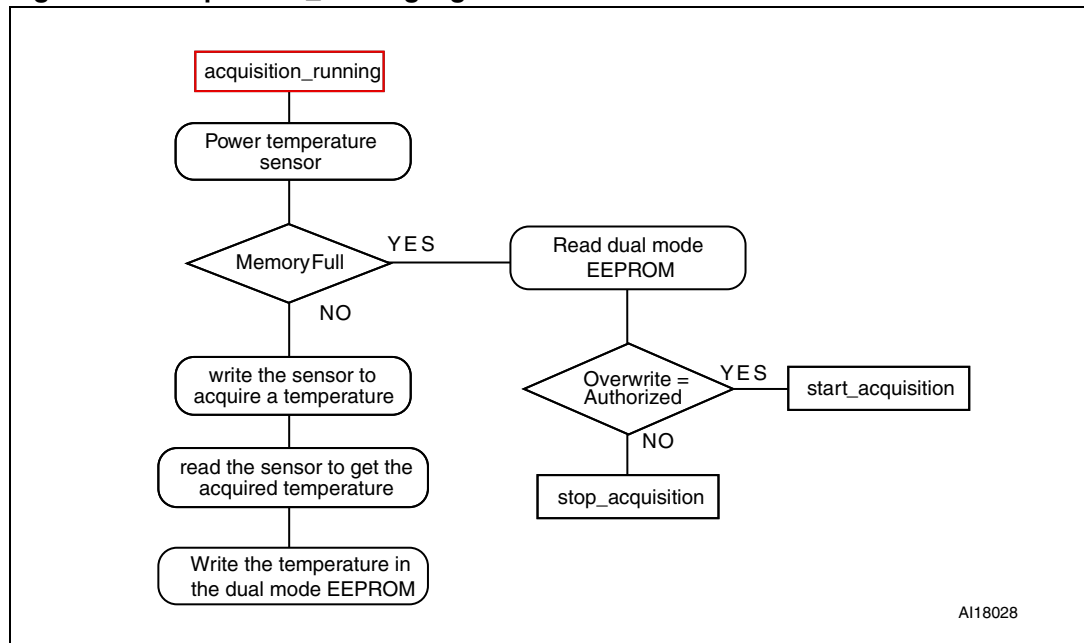 acquisition_running
Power temperature
sensor
MemoryFull
YES
NO
Read dual mode
EEPROM
write the sensor to
acquire a temperature
Overwrite =
Authorized
YES
start_acquisition
NO
read the sensor to get the
acquired temperature
stop_acquisition
Write the temperature in
the dual mode EEPROM
AI18028